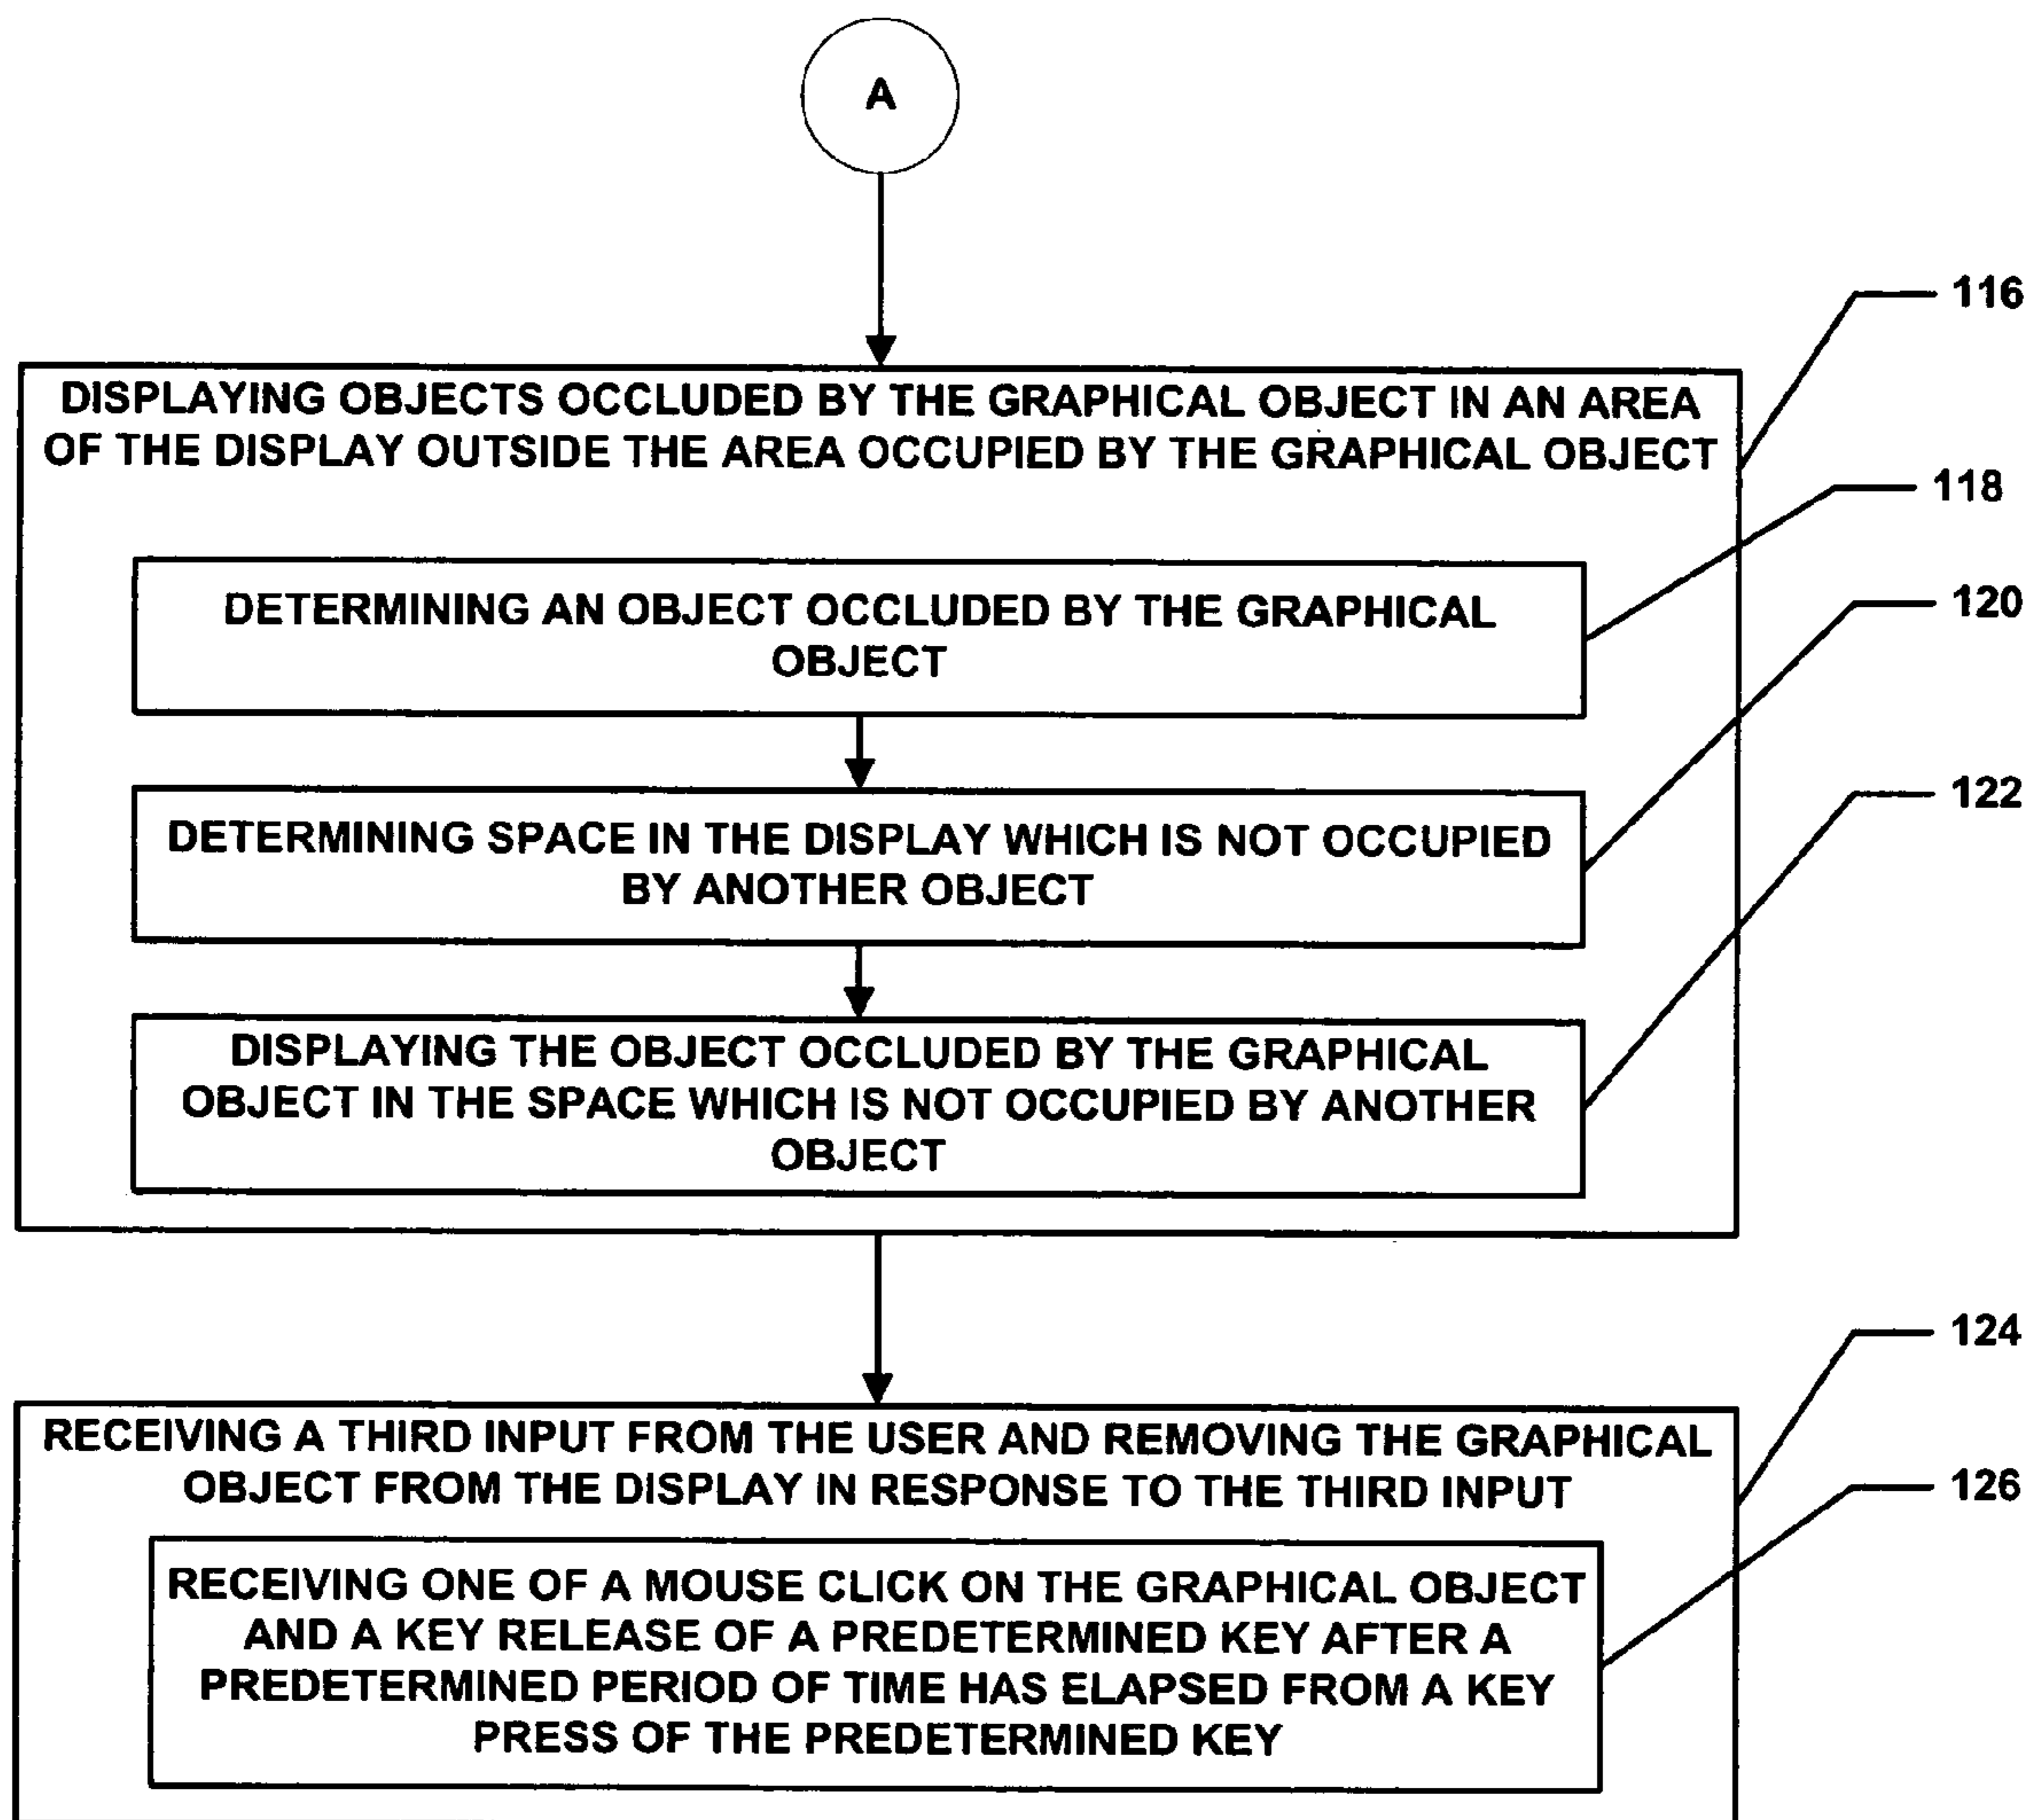 A
116
DISPLAYING OBJECTS OCCLUDED BY THE GRAPHICAL OBJECT IN AN AREA
OF THE DISPLAY OUTSIDE THE AREA OCCUPIED BY THE GRAPHICAL OBJECT
118
DETERMINING AN OBJECT OCCLUDED BY THE GRAPHICAL
OBJECT
120
DETERMINING SPACE IN THE DISPLAY WHICH IS NOT OCCUPIED
BY ANOTHER OBJECT
122
DISPLAYING THE OBJECT OCCLUDED BY THE GRAPHICAL
OBJECT IN THE SPACE WHICH IS NOT OCCUPIED BY ANOTHER
OBJECT
124
RECEIVING A THIRD INPUT FROM THE USER AND REMOVING THE GRAPHICAL
OBJECT FROM THE DISPLAY IN RESPONSE TO THE THIRD INPUT
126
RECEIVING ONE OF A MOUSE CLICK ON THE GRAPHICAL OBJECT
AND A KEY RELEASE OF A PREDETERMINED KEY AFTER A
PREDETERMINED PERIOD OF TIME HAS ELAPSED FROM A KEY
PRESS OF THE PREDETERMINED KEY